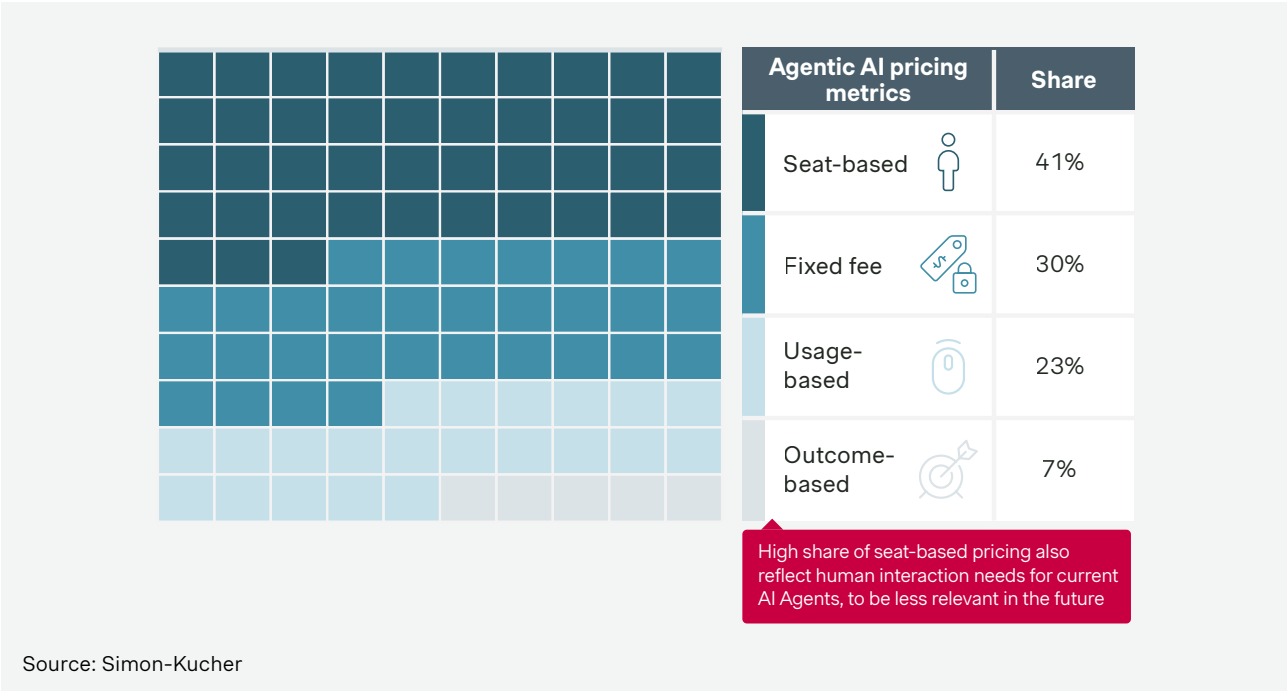 Agentic AI pricing
metrics
Share
Seat-based
41%
Fixed fee
$
30%
Usage-
based
23%
Outcome-
based
7%
High share of seat-based pricing also
reflect human interaction needs for current
AI Agents, to be less relevant in the future
Source: Simon-Kucher